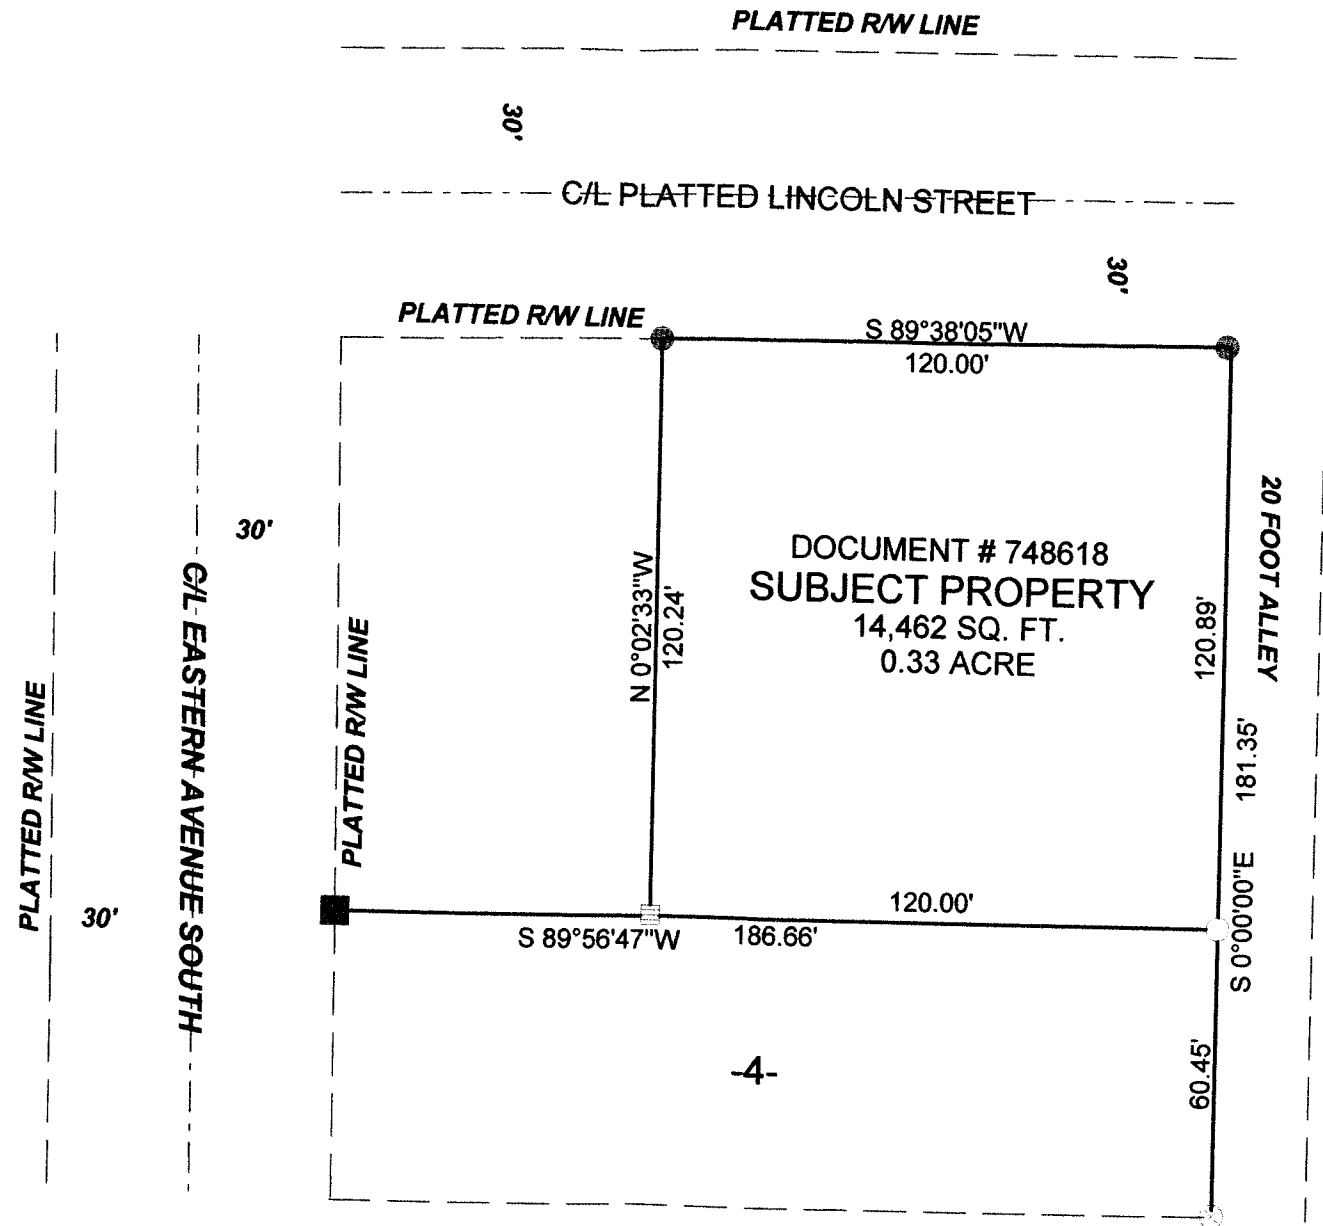 PLATTED R/W LINE
30'
C/L PLATTED LINCOLN STREET
30'
PLATTED R/W LINE
S 89°38'05"W
120.00'
30'
DOCUMENT # 748618
SUBJECT PROPERTY
14,462 SQ. FT.
0.33 ACRE
N 0°02'33"W
120.24'
120.89'
20 FOOT ALLEY
C/L EASTERN AVENUE SOUTH
PLATTED R/W LINE
PLATTED R/W LINE
181.35'
S 0°00'00"E
30'
120.00'
S 89°56'47"W
186.66'
-4-
60.45'